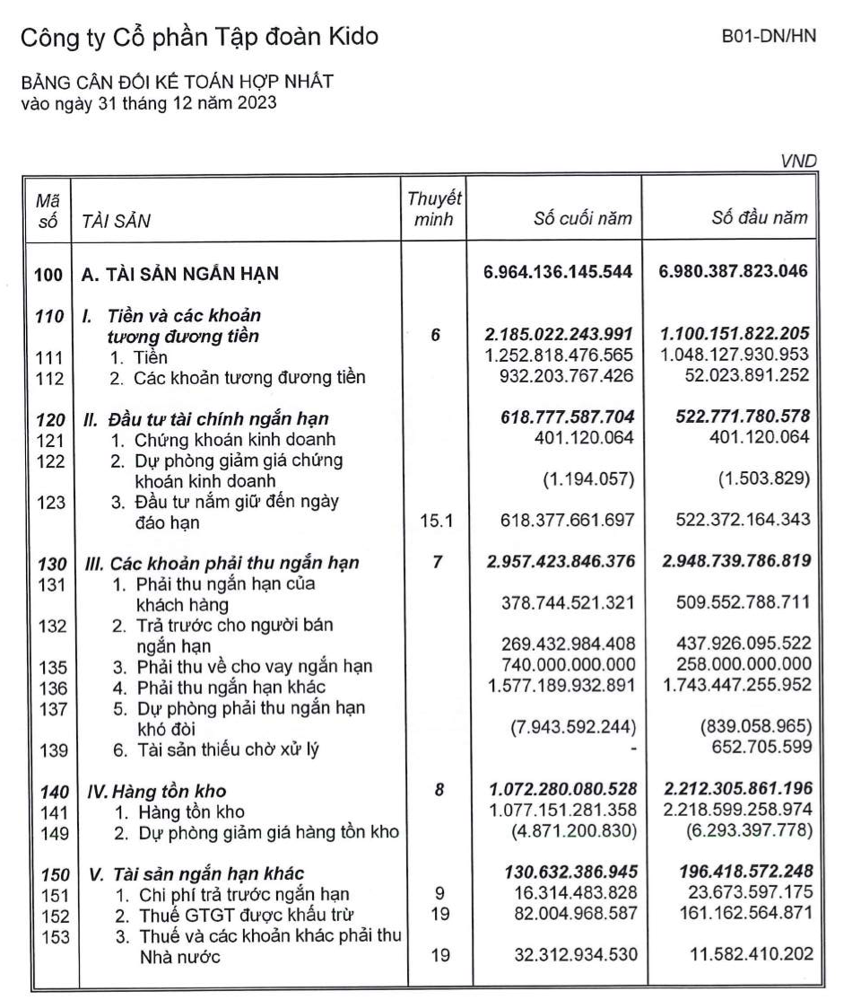 Công ty Cổ phần Tập đoàn Kido B01-DN/HN
BẢNG CÂN ĐỐI KẾ TOÁN HỢP NHẤT
vào ngày 31 tháng 12 năm 2023
VND
Mã số TÀI SẢN Thuyết minh Số cuối năm Số đầu năm
100 A. TÀI SẢN NGẮN HẠN 6.964.136.145.544 6.980.387.823.046
110 I. Tiền và các khoản
tương đương tiền 6 2.185.022.243.991 1.100.151.822.205
111 1. Tiền 1.252.818.476.565 1.048.127.930.953
112 2. Các khoản tương đương tiền 932.203.767.426 52.023.891.252
120 II. Đầu tư tài chính ngắn hạn 618.777.587.704 522.771.780.578
121 1. Chứng khoán kinh doanh 401.120.064 401.120.064
122 2. Dự phòng giảm giá chứng
khoán kinh doanh (1.194.057) (1.503.829)
123 3. Đầu tư nắm giữ đến ngày
đáo hạn 15.1 618.377.661.697 522.372.164.343
130 III. Các khoản phải thu ngắn hạn 7 2.957.423.846.376 2.948.739.786.819
131 1. Phải thu ngắn hạn của
khách hàng 378.744.521.321 509.552.788.711
132 2. Trả trước cho người bán
ngắn hạn 269.432.984.408 437.926.095.522
135 3. Phải thu về cho vay ngắn hạn 740.000.000.000 258.000.000.000
136 4. Phải thu ngắn hạn khác 1.577.189.932.891 1.743.447.255.952
137 5. Dự phòng phải thu ngắn hạn
khó đòi (7.943.592.244) (839.058.965)
139 6. Tài sản thiếu chờ xử lý - 652.705.599
140 IV. Hàng tồn kho 8 1.072.280.080.528 2.212.305.861.196
141 1. Hàng tồn kho 1.077.151.281.358 2.218.599.258.974
149 2. Dự phòng giảm giá hàng tồn kho (4.871.200.830) (6.293.397.778)
150 V. Tài sản ngắn hạn khác 130.632.386.945 196.418.572.248
151 1. Chi phí trả trước ngắn hạn 9 16.314.483.828 23.673.597.175
152 2. Thuế GTGT được khấu trừ 19 82.004.968.587 161.162.564.871
153 3. Thuế và các khoản khác phải thu
Nhà nước 19 32.312.934.530 11.582.410.202